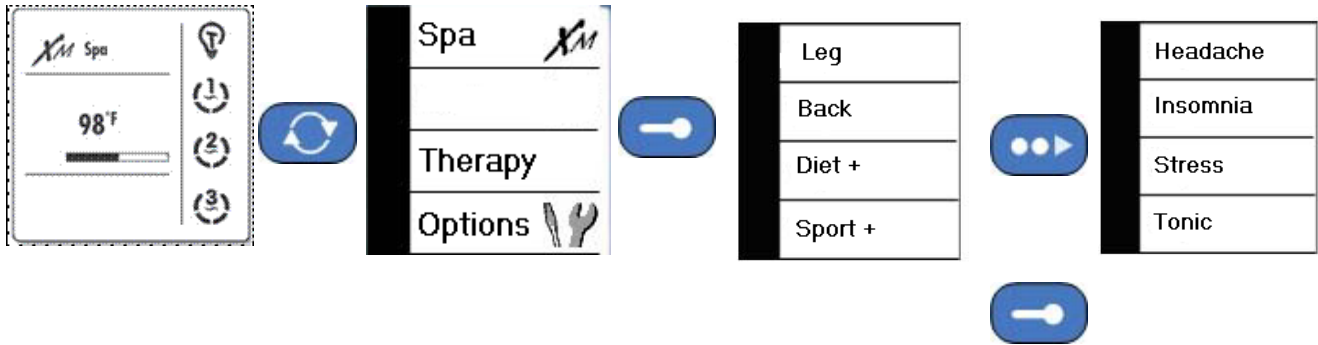 XM Spa
98°F
1
2
3
Spa XM
Therapy
Options
Leg
Back
Diet +
Sport +
Headache
Insomnia
Stress
Tonic